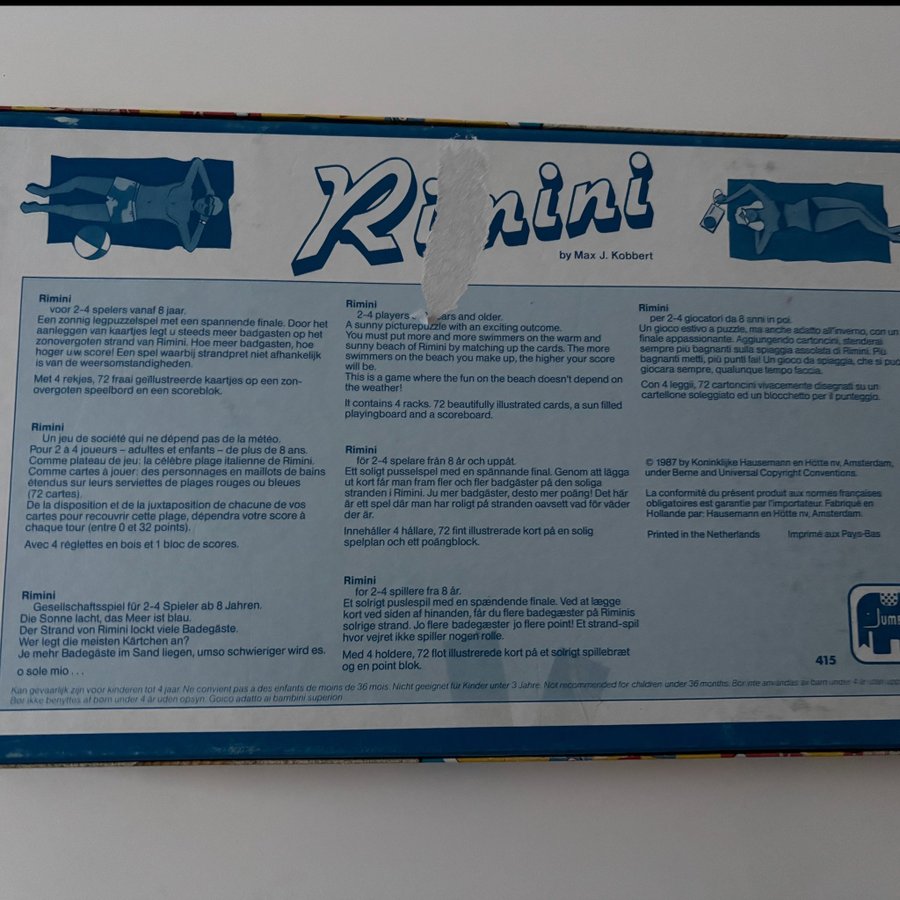 Rimini
by Max J. Kobbert
Rimini
voor 2-4 spelers vanaf 8 jaar.
Een zonnig legpuzzelspel met een spannende finale. Door het
aanleggen van kaartjes legt u steeds meer badgasten op het
zonovergoten strand van Rimini. Hoe meer badgasten, hoe
hoger uw score! Een spel waarbij strandpret niet afhankelijk
is van de weersomstandigheden.
Met 4 rekjes, 72 fraai geïllustreerde kaartjes op een zon-
overgoten speelbord en een scoreblok.
Rimini
Un jeu de société qui ne dépend pas de la météo.
Pour 2 à 4 joueurs – adultes et enfants – de plus de 8 ans.
Comme plateau de jeu: la célèbre plage italienne de Rimini.
Comme cartes à jouer: des personnages en maillots de bains
étendus sur leurs serviettes de plages rouges ou bleues
(72 cartes).
De la disposition et de la juxtaposition de chacune de vos
cartes pour recouvrir cette plage, dépendra votre score à
chaque tour (entre 0 et 32 points).
Avec 4 réglettes en bois et 1 bloc de scores.
Rimini
Gesellschaftsspiel für 2-4 Spieler ab 8 Jahren.
Die Sonne lacht, das Meer ist blau.
Der Strand von Rimini lockt viele Badegäste.
Wer legt die meisten Kärtchen an?
Je mehr Badegäste im Sand liegen, umso schwieriger wird es.
o sole mio . . .
Rimini
2-4 players ars and older.
A sunny picturepuzzle with an exciting outcome.
You must put more and more swimmers on the warm and
sunny beach of Rimini by matching up the cards. The more
swimmers on the beach you make up, the higher your score
will be.
This is a game where the fun on the beach doesn't depend on
the weather!
It contains 4 racks. 72 beautifully illustrated cards, a sun filled
playingboard and a scoreboard.
Rimini
för 2-4 spelare från 8 år och uppåt.
Ett soligt pusselspel med en spännande final. Genom att lägga
ut kort får man fram fler och fler badgäster på den soliga
stranden i Rimini. Ju mer badgäster, desto mer poäng! Det här
är ett spel där man har roligt på stranden oavsett vad för väder
der är.
Innehåller 4 hållare, 72 fint illustrerade kort på en solig
spelplan och ett poängblock.
Rimini
for 2-4 spillere fra 8 år.
Et solrigt puslespil med en spændende finale. Ved at lægge
kort ved siden af hinanden, får du flere badegæster på Riminis
solrige strand. Jo flere badegæster jo flere point! Et strand-spil
hvor vejret ikke spiller nogen rolle.
Med 4 holdere, 72 flot illustrerede kort på et solrigt spillebræt
og en point blok.
Rimini
per 2-4 giocatori da 8 anni in poi.
Un gioco estivo a puzzle, ma anche adatto all'inverno, con un
finale appassionante. Aggiungendo cartoncini, stenderai
sempre più bagnanti sulla spiaggia assolata di Rimini. Più
bagnanti metti, più punti fai! Un gioco da spiaggia, che si può
giocara sempre, qualunque tempo faccia.
Con 4 leggii, 72 cartoncini vivacemente disegnati su un
cartellone soleggiato ed un blocchetto per il punteggio.
© 1987 by Koninklijke Hausemann en Hötte nv, Amsterdam,
under Berne and Universal Copyright Conventions.
La conformité du présent produit aux normes françaises
obligatoires est garantie par l'importateur. Fabriqué en
Hollande par: Hausemann en Hötte nv, Amsterdam.
Printed in the Netherlands Imprimé aux Pays-Bas
415
Jum
Kan gevaarlijk zijn voor kinderen tot 4 jaar. Ne convient pas a des enfants de moins de 36 mois. Nicht geeignet für Kinder unter 3 Jahre. Not recommended for children under 36 months. Bör inte användas av barn under 4 år utan
Bør ikke benyttes af børn under 4 år uden opsyn. Goico adatto ai bambini superion